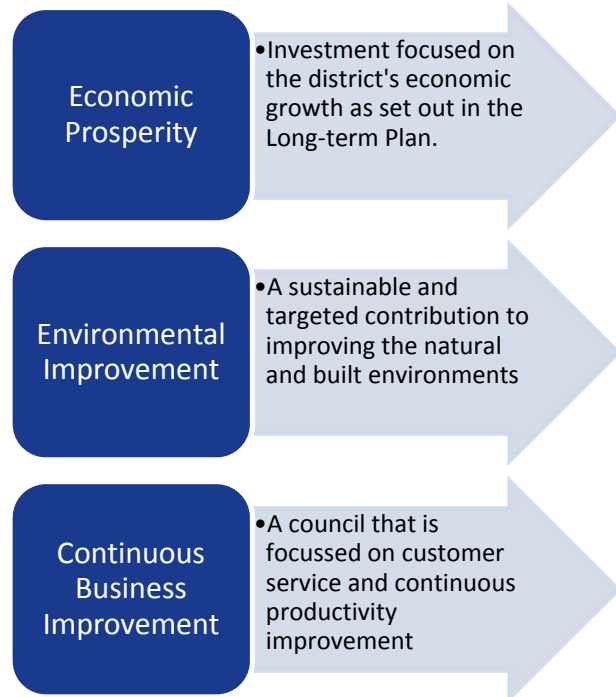 Economic
Prosperity
•Investment focused on
the district's economic
growth as set out in the
Long-term Plan.
Environmental
Improvement
•A sustainable and
targeted contribution to
improving the natural
and built environments
Continuous
Business
Improvement
•A council that is
focussed on customer
service and continuous
productivity
improvement